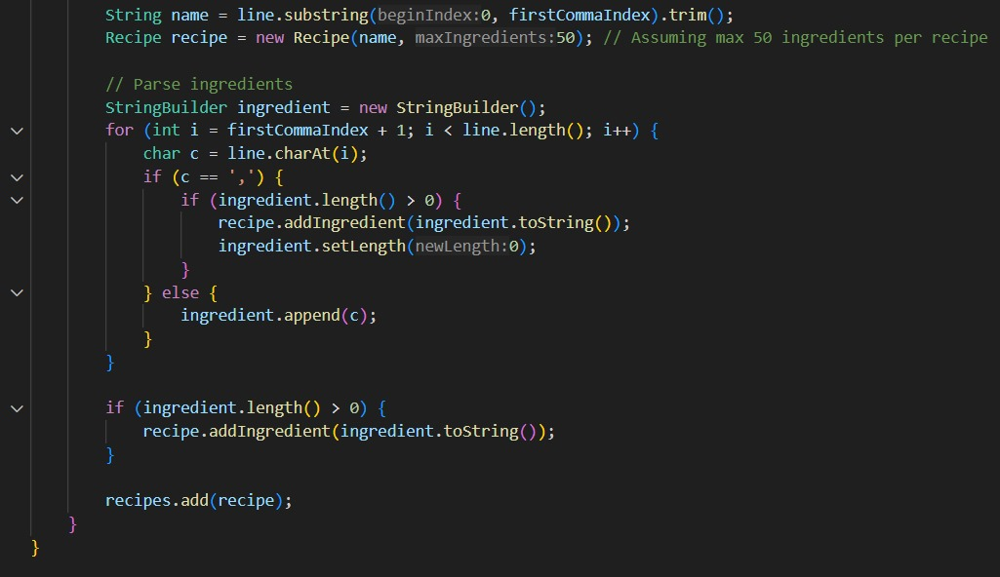 String name = line.substring(beginIndex:0, firstCommaIndex).trim();
Recipe recipe = new Recipe(name, maxIngredients:50); // Assuming max 50 ingredients per recipe
// Parse ingredients
StringBuilder ingredient = new StringBuilder();
for (int i = firstCommaIndex + 1; i < line.length(); i++) {
char c = line.charAt(i);
if (c == ',') {
if (ingredient.length() > 0) {
recipe.addIngredient(ingredient.toString());
ingredient.setLength(newLength:0);
}
} else {
ingredient.append(c);
}
}
if (ingredient.length() > 0) {
recipe.addIngredient(ingredient.toString());
}
recipes.add(recipe);
}
}